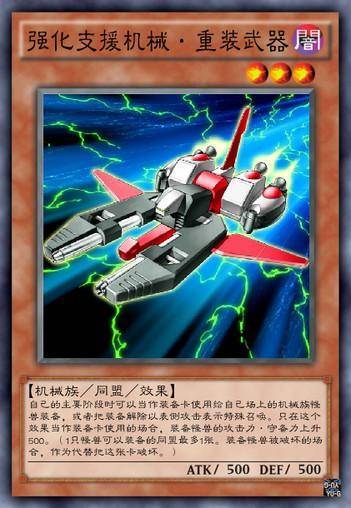 强化支援机械·重装武器
闇
【机械族／同盟／效果】
自己的主要阶段时可以当作装备卡使用给自己场上的机械族怪
兽装备，或者把装备解除以表侧攻击表示特殊召唤。只在这个
效果当作装备卡使用的场合，装备怪兽的攻击力·守备力上升
500。（1只怪兽可以装备的同盟最多1张。装备怪兽被破坏的场
合，作为代替把这张卡破坏。）
ATK/ 500 DEF/ 500